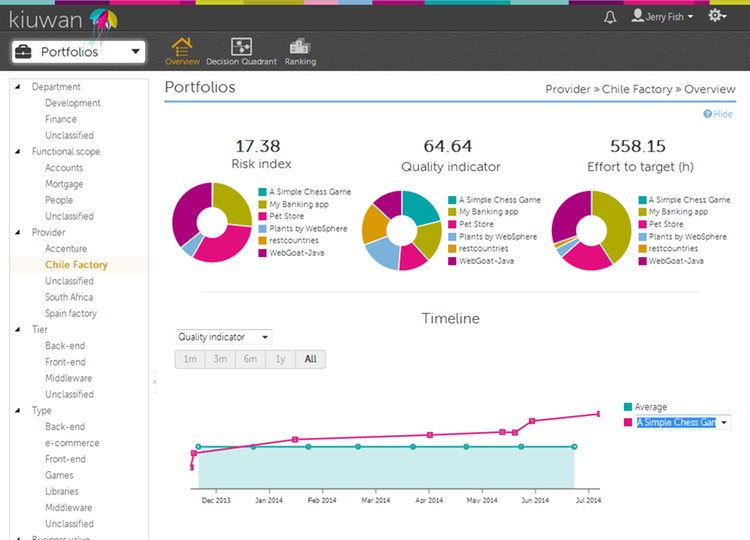 kiuwan
Jerry Fish
Portfolios
Overview
Decision Quadrant
Ranking
Department
Development
Finance
Unclassified
Functional scope
Accounts
Mortgage
People
Unclassified
Provider
Accenture
Chile Factory
Unclassified
South Africa
Spain factory
Tier
Back-end
Front-end
Middleware
Unclassified
Type
Back-end
e-commerce
Front-end
Games
Libraries
Middleware
Unclassified
Business value
Portfolios
Provider » Chile Factory » Overview
? Hide
17.38
Risk index
A Simple Chess Game
My Banking app
Pet Store
Plants by WebSphere
restcountries
WebGoat-Java
64.64
Quality indicator
A Simple Chess Game
My Banking app
Pet Store
Plants by WebSphere
restcountries
WebGoat-Java
558.15
Effort to target (h)
A Simple Chess Game
My Banking app
Pet Store
Plants by WebSphere
restcountries
WebGoat-Java
Timeline
Quality indicator
1m 3m 6m 1y All
Average
A Simple Chess Gar
Dec 2013 Jan 2014 Feb 2014 Mar 2014 Apr 2014 May 2014 Jun 2014 Jul 2014